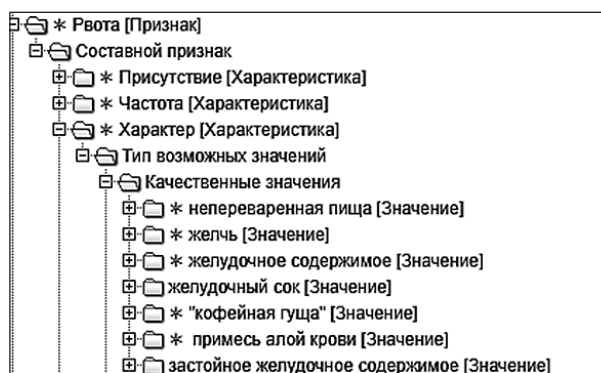 * Рвота [Признак]
Составной признак
* Присутствие [Характеристика]
* Частота [Характеристика]
* Характер [Характеристика]
Тип возможных значений
Качественные значения
* непереваренная пища [Значение]
* желчь [Значение]
* желудочное содержимое [Значение]
желудочный сок [Значение]
* "кофейная гуща" [Значение]
* примесь алой крови [Значение]
застойное желудочное содержимое [Значение]